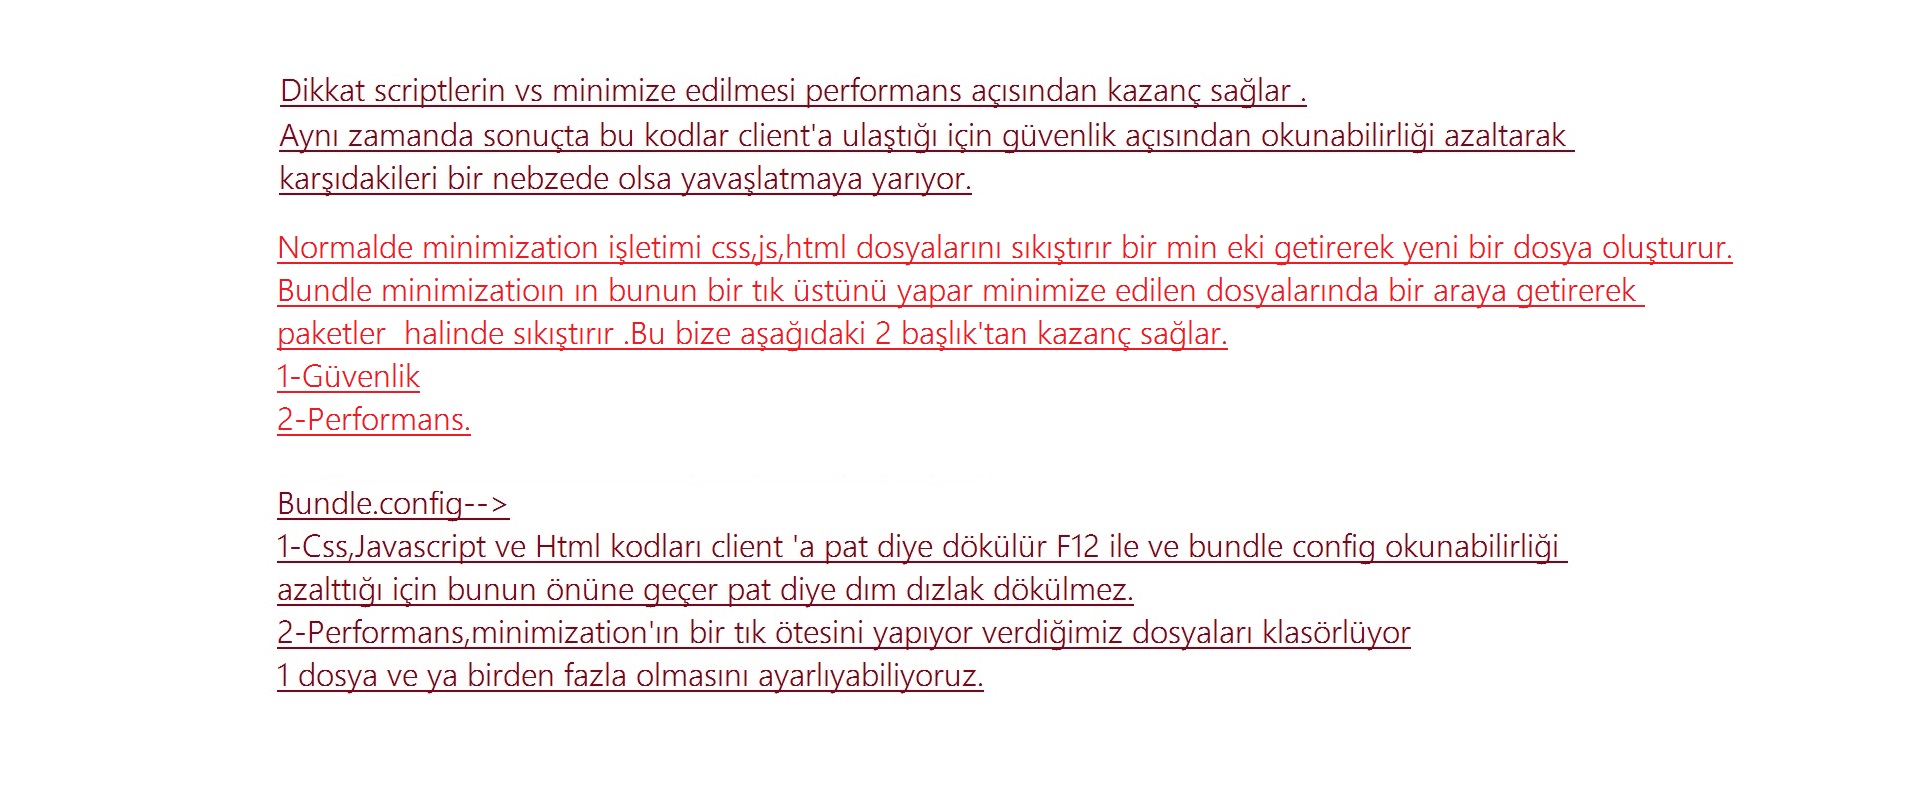 Dikkat scriptlerin vs minimize edilmesi performans açısından kazanç sağlar .
Aynı zamanda sonuçta bu kodlar client'a ulaştığı için güvenlik açısından okunabilirliği azaltarak
karşıdakileri bir nebzede olsa yavaşlatmaya yarıyor.
Normalde minimization işletimi css,js,html dosyalarını sıkıştırır bir min eki getirerek yeni bir dosya oluşturur.
Bundle minimizatioın ın bunun bir tık üstünü yapar minimize edilen dosyalarında bir araya getirerek
paketler  halinde sıkıştırır .Bu bize aşağıdaki 2 başlık'tan kazanç sağlar.
1-Güvenlik
2-Performans.
Bundle.config-->
1-Css,Javascript ve Html kodları client 'a pat diye dökülür F12 ile ve bundle config okunabilirliği
azalttığı için bunun önüne geçer pat diye dım dızlak dökülmez.
2-Performans,minimization'ın bir tık ötesini yapıyor verdiğimiz dosyaları klasörlüyor
1 dosya ve ya birden fazla olmasını ayarlıyabiliyoruz.